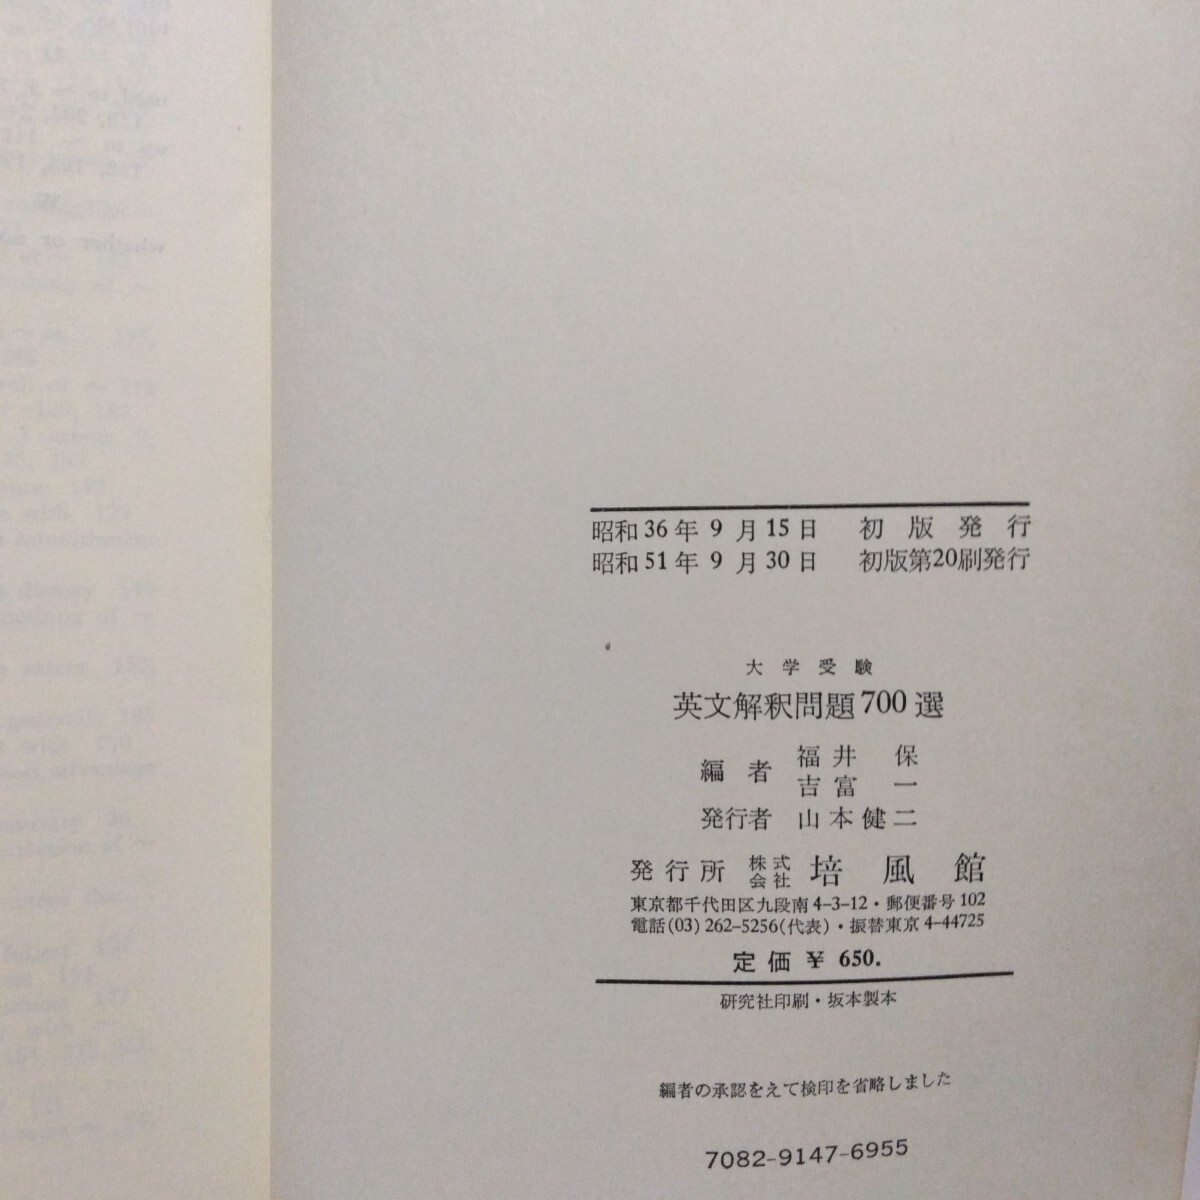 昭和36年9月15日 初版発行
昭和51年9月30日 初版第20刷発行
大学受験
英文解釈問題700選
編者 福井 保
吉富 一
発行者 山本健二
発行所 株式会社 培風館
東京都千代田区九段南4-3-12・郵便番号102
電話(03)262-5256(代表)・振替東京4-44725
定価 ¥ 650.
研究社印刷・坂本製本
編者の承認をえて検印を省略しました
7082-9147-6955